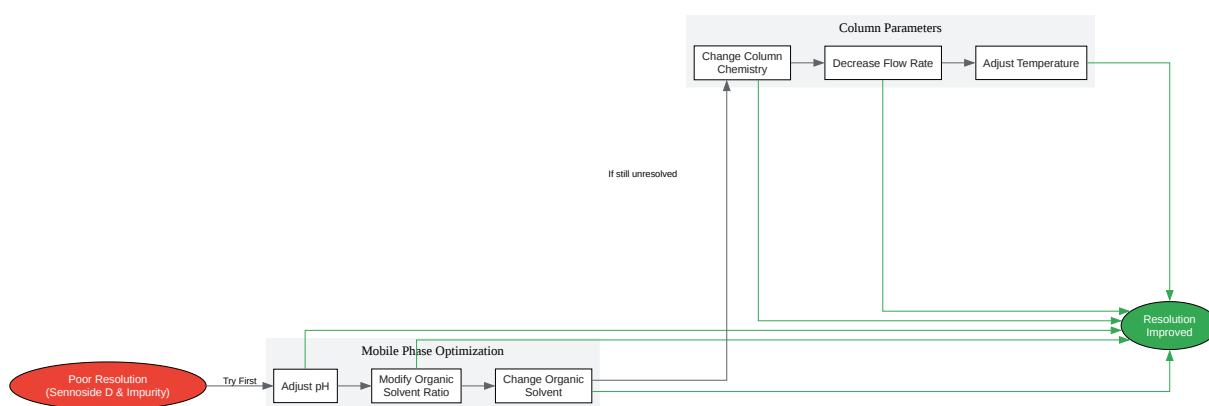 Column Parameters
Change Column
Chemistry
Decrease Flow Rate
Adjust Temperature
If still unresolved
Resolution
Improved
Mobile Phase Optimization
Poor Resolution
(Sennoside D & Impurity)
Try First
Adjust pH
Modify Organic
Solvent Ratio
Change Organic
Solvent